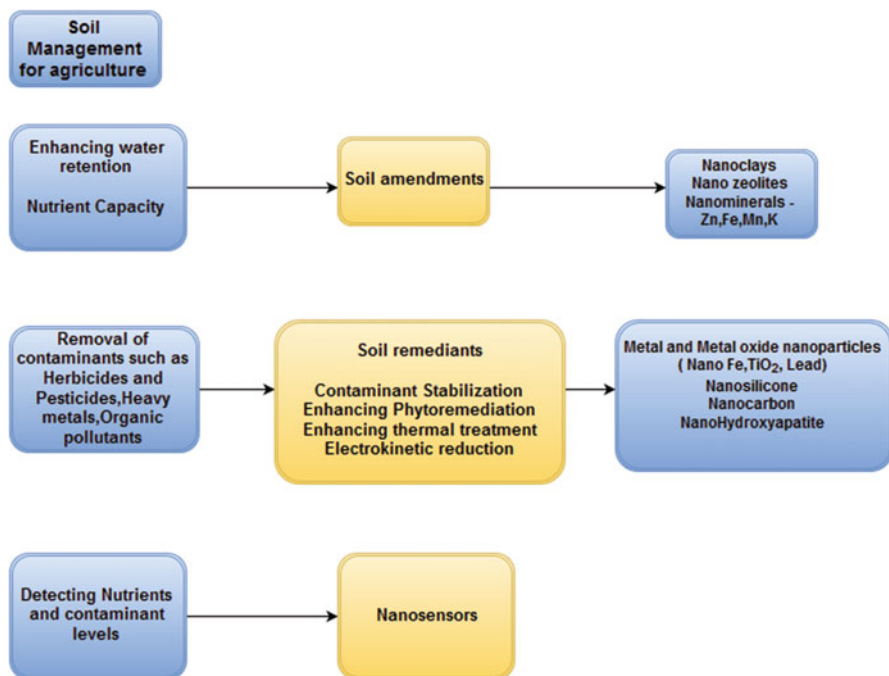 Soil
Management
for agriculture
Enhancing water
retention
Nutrient Capacity
Soil amendments
Nanoclays
Nano zeolites
Nanominerals -
Zn,Fe,Mn,K
Removal of
contaminants such as
Herbicides and
Pesticides,Heavy
metals,Organic
pollutants
Soil remediants
Contaminant Stabilization
Enhancing Phytoremediation
Enhancing thermal treatment
Electrokinetic reduction
Metal and Metal oxide nanoparticles
( Nano Fe,TiO₂, Lead)
Nanosilicone
Nanocarbon
NanoHydroxyapatite
Detecting Nutrients
and contaminant
levels
Nanosensors